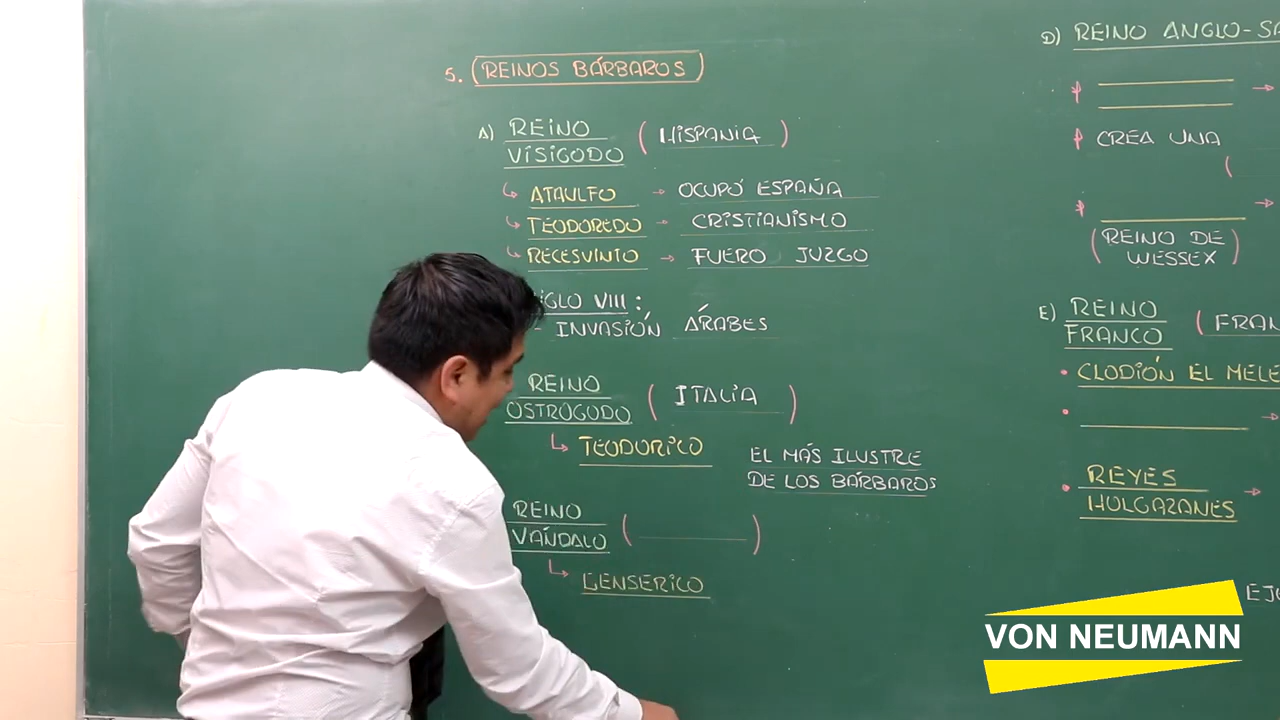 5. REINOS BÁRBAROS
A) REINO
VISIGODO
( HISPANIA )
ATAULFO → OCUPÓ ESPAÑA
TEODOREDO → CRISTIANISMO
RECESVINTO → FUERO JUZGO
SIGLO VIII :
- INVASIÓN ÁRABES
REINO
OSTROGODO
( ITALIA )
TEODORICO
EL MÁS ILUSTRE
DE LOS BÁRBAROS
REINO
VÁNDALO
( )
GENSERICO
D) REINO ANGLO-SA
CREA UNA
(
( REINO DE
WESSEX )
E) REINO
FRANCO
( FRAN
• CLODIÓN EL MELE
• REYES
HOLGAZANES
EJ
VON NEUMANN